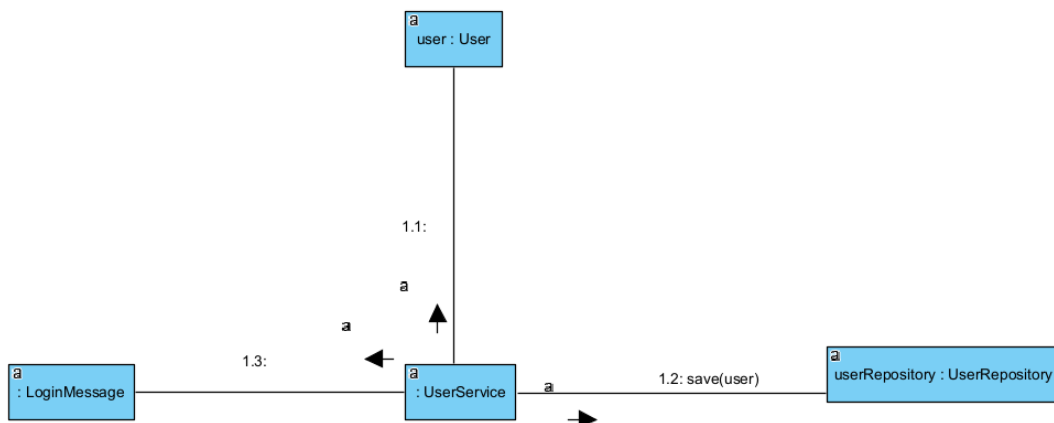 a
user : User
1.1:
a
a
1.3:
a
: LoginMessage
a
: UserService
a
1.2: save(user)
a
userRepository : UserRepository